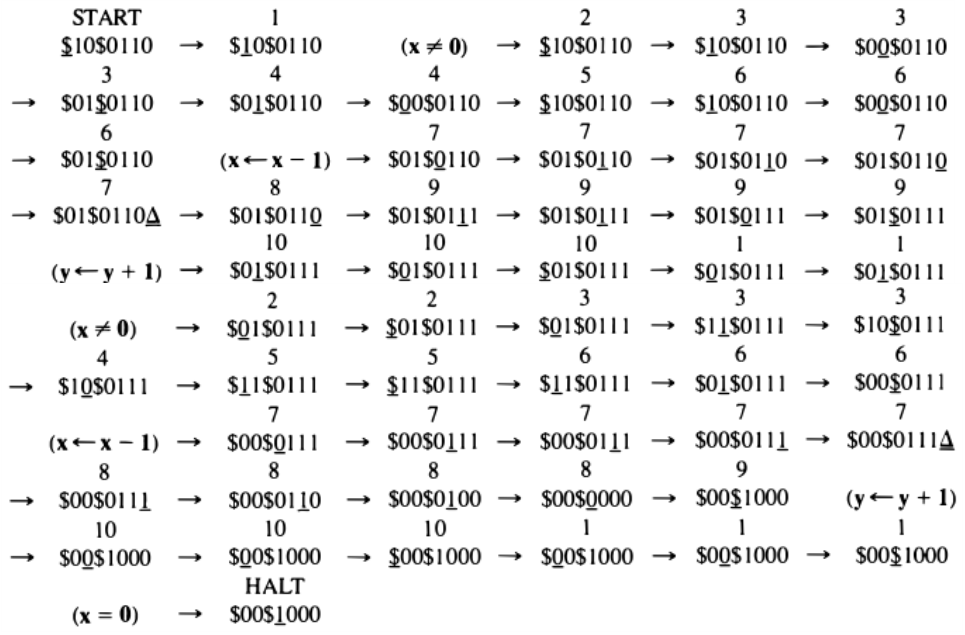 START 1 2 3 3
$10$0110 → $10$0110 (x ≠ 0) → $10$0110 → $10$0110 → $00$0110
3 4 4 5 6 6
→ $01$0110 → $01$0110 → $00$0110 → $10$0110 → $10$0110 → $00$0110
6 7 7 7 7
→ $01$0110 (x ← x − 1) → $01$0110 → $01$0110 → $01$0110 → $01$0110
7 8 9 9 9 9
→ $01$0110Δ → $01$0110 → $01$0111 → $01$0111 → $01$0111 → $01$0111
10 10 10 1 1
(y ← y + 1) → $01$0111 → $01$0111 → $01$0111 → $01$0111 → $01$0111
2 2 3 3 3
(x ≠ 0) → $01$0111 → $01$0111 → $01$0111 → $11$0111 → $10$0111
4 5 5 6 6 6
→ $10$0111 → $11$0111 → $11$0111 → $11$0111 → $01$0111 → $00$0111
7 7 7 7 7
(x ← x − 1) → $00$0111 → $00$0111 → $00$0111 → $00$0111 → $00$0111Δ
8 8 8 8 9
→ $00$0111 → $00$0110 → $00$0100 → $00$0000 → $00$1000 (y ← y + 1)
10 10 10 1 1 1
→ $00$1000 → $00$1000 → $00$1000 → $00$1000 → $00$1000 → $00$1000
HALT
(x = 0) → $00$1000